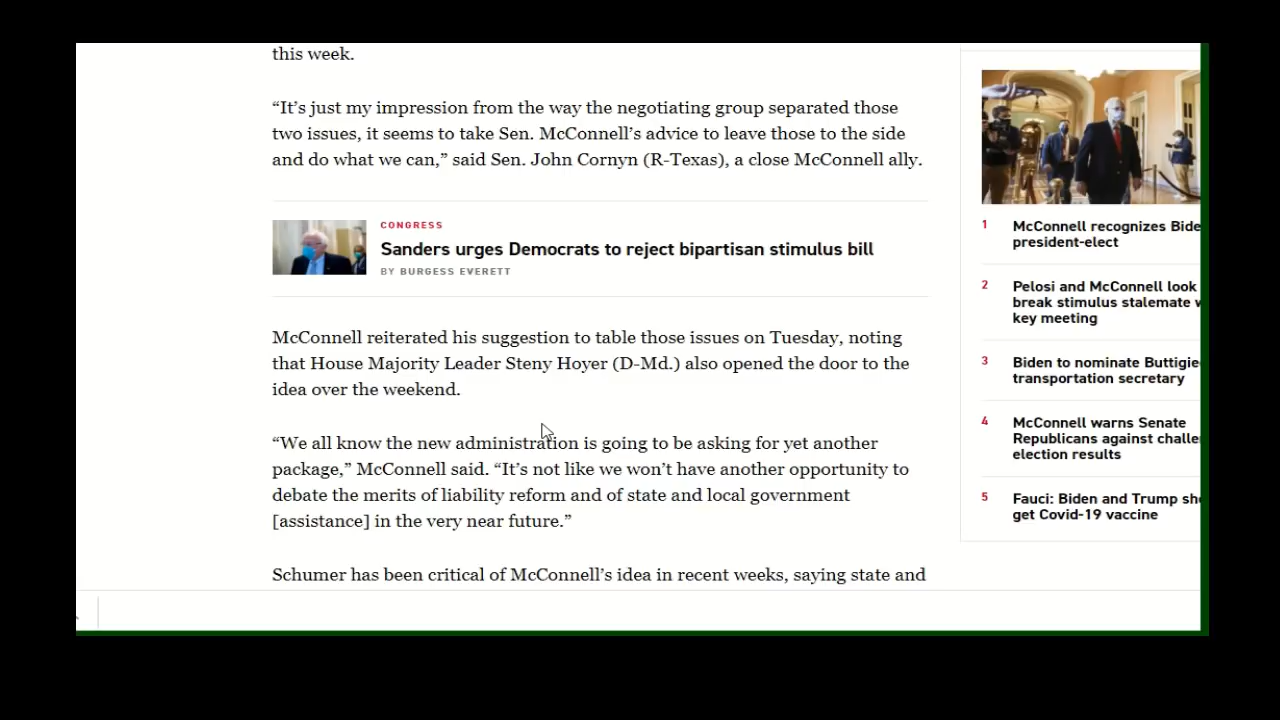 this week.
“It’s just my impression from the way the negotiating group separated those
two issues, it seems to take Sen. McConnell’s advice to leave those to the side
and do what we can,” said Sen. John Cornyn (R-Texas), a close McConnell ally.
CONGRESS
Sanders urges Democrats to reject bipartisan stimulus bill
BY BURGESS EVERETT
McConnell reiterated his suggestion to table those issues on Tuesday, noting
that House Majority Leader Steny Hoyer (D-Md.) also opened the door to the
idea over the weekend.
“We all know the new administration is going to be asking for yet another
package,” McConnell said. “It’s not like we won’t have another opportunity to
debate the merits of liability reform and of state and local government
[assistance] in the very near future.”
Schumer has been critical of McConnell’s idea in recent weeks, saying state and
1 McConnell recognizes Bide
president-elect
2 Pelosi and McConnell look
break stimulus stalemate
key meeting
3 Biden to nominate Buttigie
transportation secretary
4 McConnell warns Senate
Republicans against challe
election results
5 Fauci: Biden and Trump sh
get Covid-19 vaccine